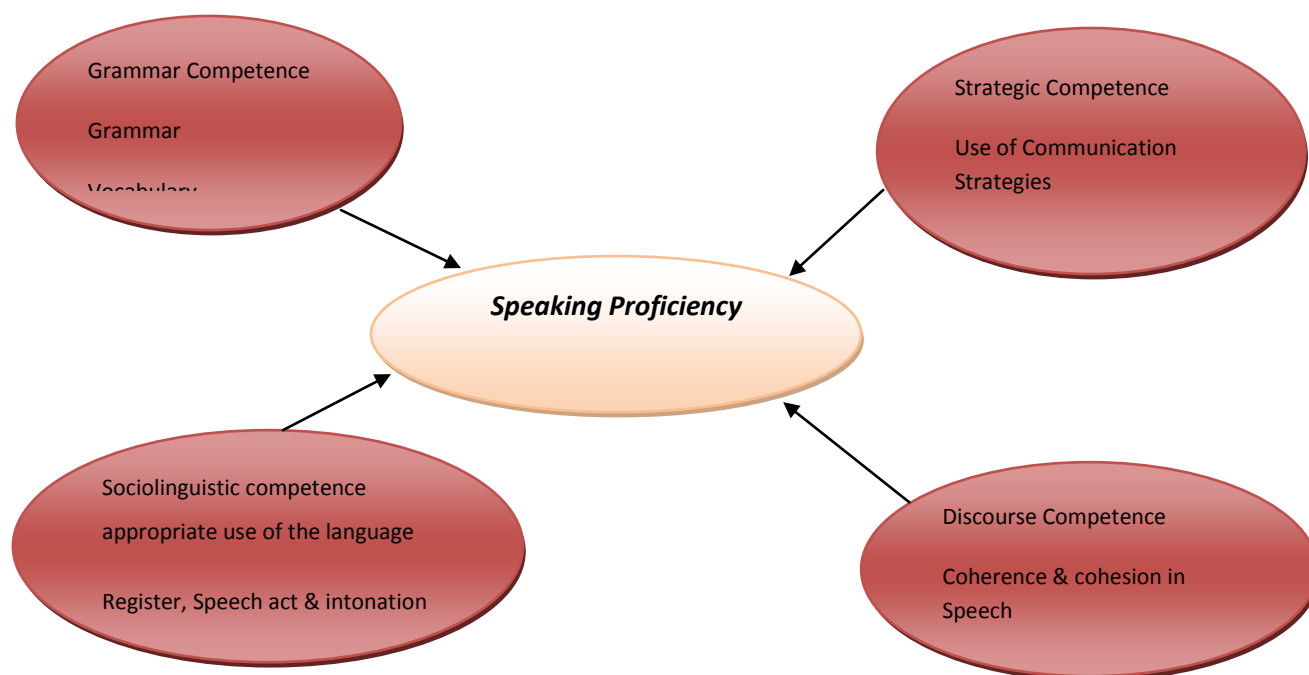 Grammar Competence
Grammar
Vocabulary
Strategic Competence
Use of Communication
Strategies
Speaking Proficiency
Sociolinguistic competence
appropriate use of the language
Register, Speech act & intonation
Discourse Competence
Coherence & cohesion in
Speech